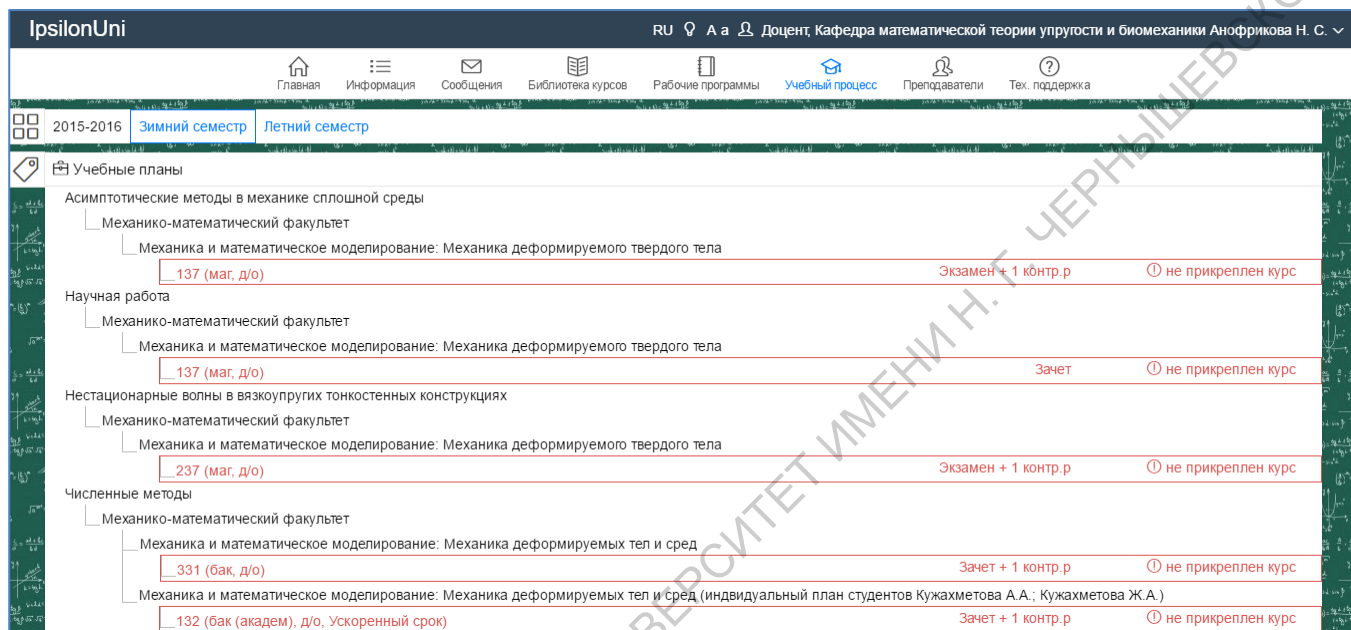 IpsilonUni RU А а Доцент, Кафедра математической теории упругости и биомеханики Анофрикова Н. С.
Главная Информация Сообщения Библиотека курсов Рабочие программы Учебный процесс Преподаватели Тех. поддержка
2015-2016 Зимний семестр Летний семестр
Учебные планы
Асимптотические методы в механике сплошной среды
Механико-математический факультет
Механика и математическое моделирование: Механика деформируемого твердого тела
137 (маг, д/о) Экзамен + 1 контр.р не прикреплен курс
Научная работа
Механико-математический факультет
Механика и математическое моделирование: Механика деформируемого твердого тела
137 (маг, д/о) Зачет не прикреплен курс
Нестационарные волны в вязкоупругих тонкостенных конструкциях
Механико-математический факультет
Механика и математическое моделирование: Механика деформируемого твердого тела
237 (маг, д/о) Экзамен + 1 контр.р не прикреплен курс
Численные методы
Механико-математический факультет
Механика и математическое моделирование: Механика деформируемых тел и сред
331 (бак, д/о) Зачет + 1 контр.р не прикреплен курс
Механика и математическое моделирование: Механика деформируемых тел и сред (индвидуальный план студентов Кужахметова А.А.; Кужахметова Ж.А.)
132 (бак (академ), д/о, Ускоренный срок) Зачет + 1 контр.р не прикреплен курс
ИМЕНИ Н. Г.